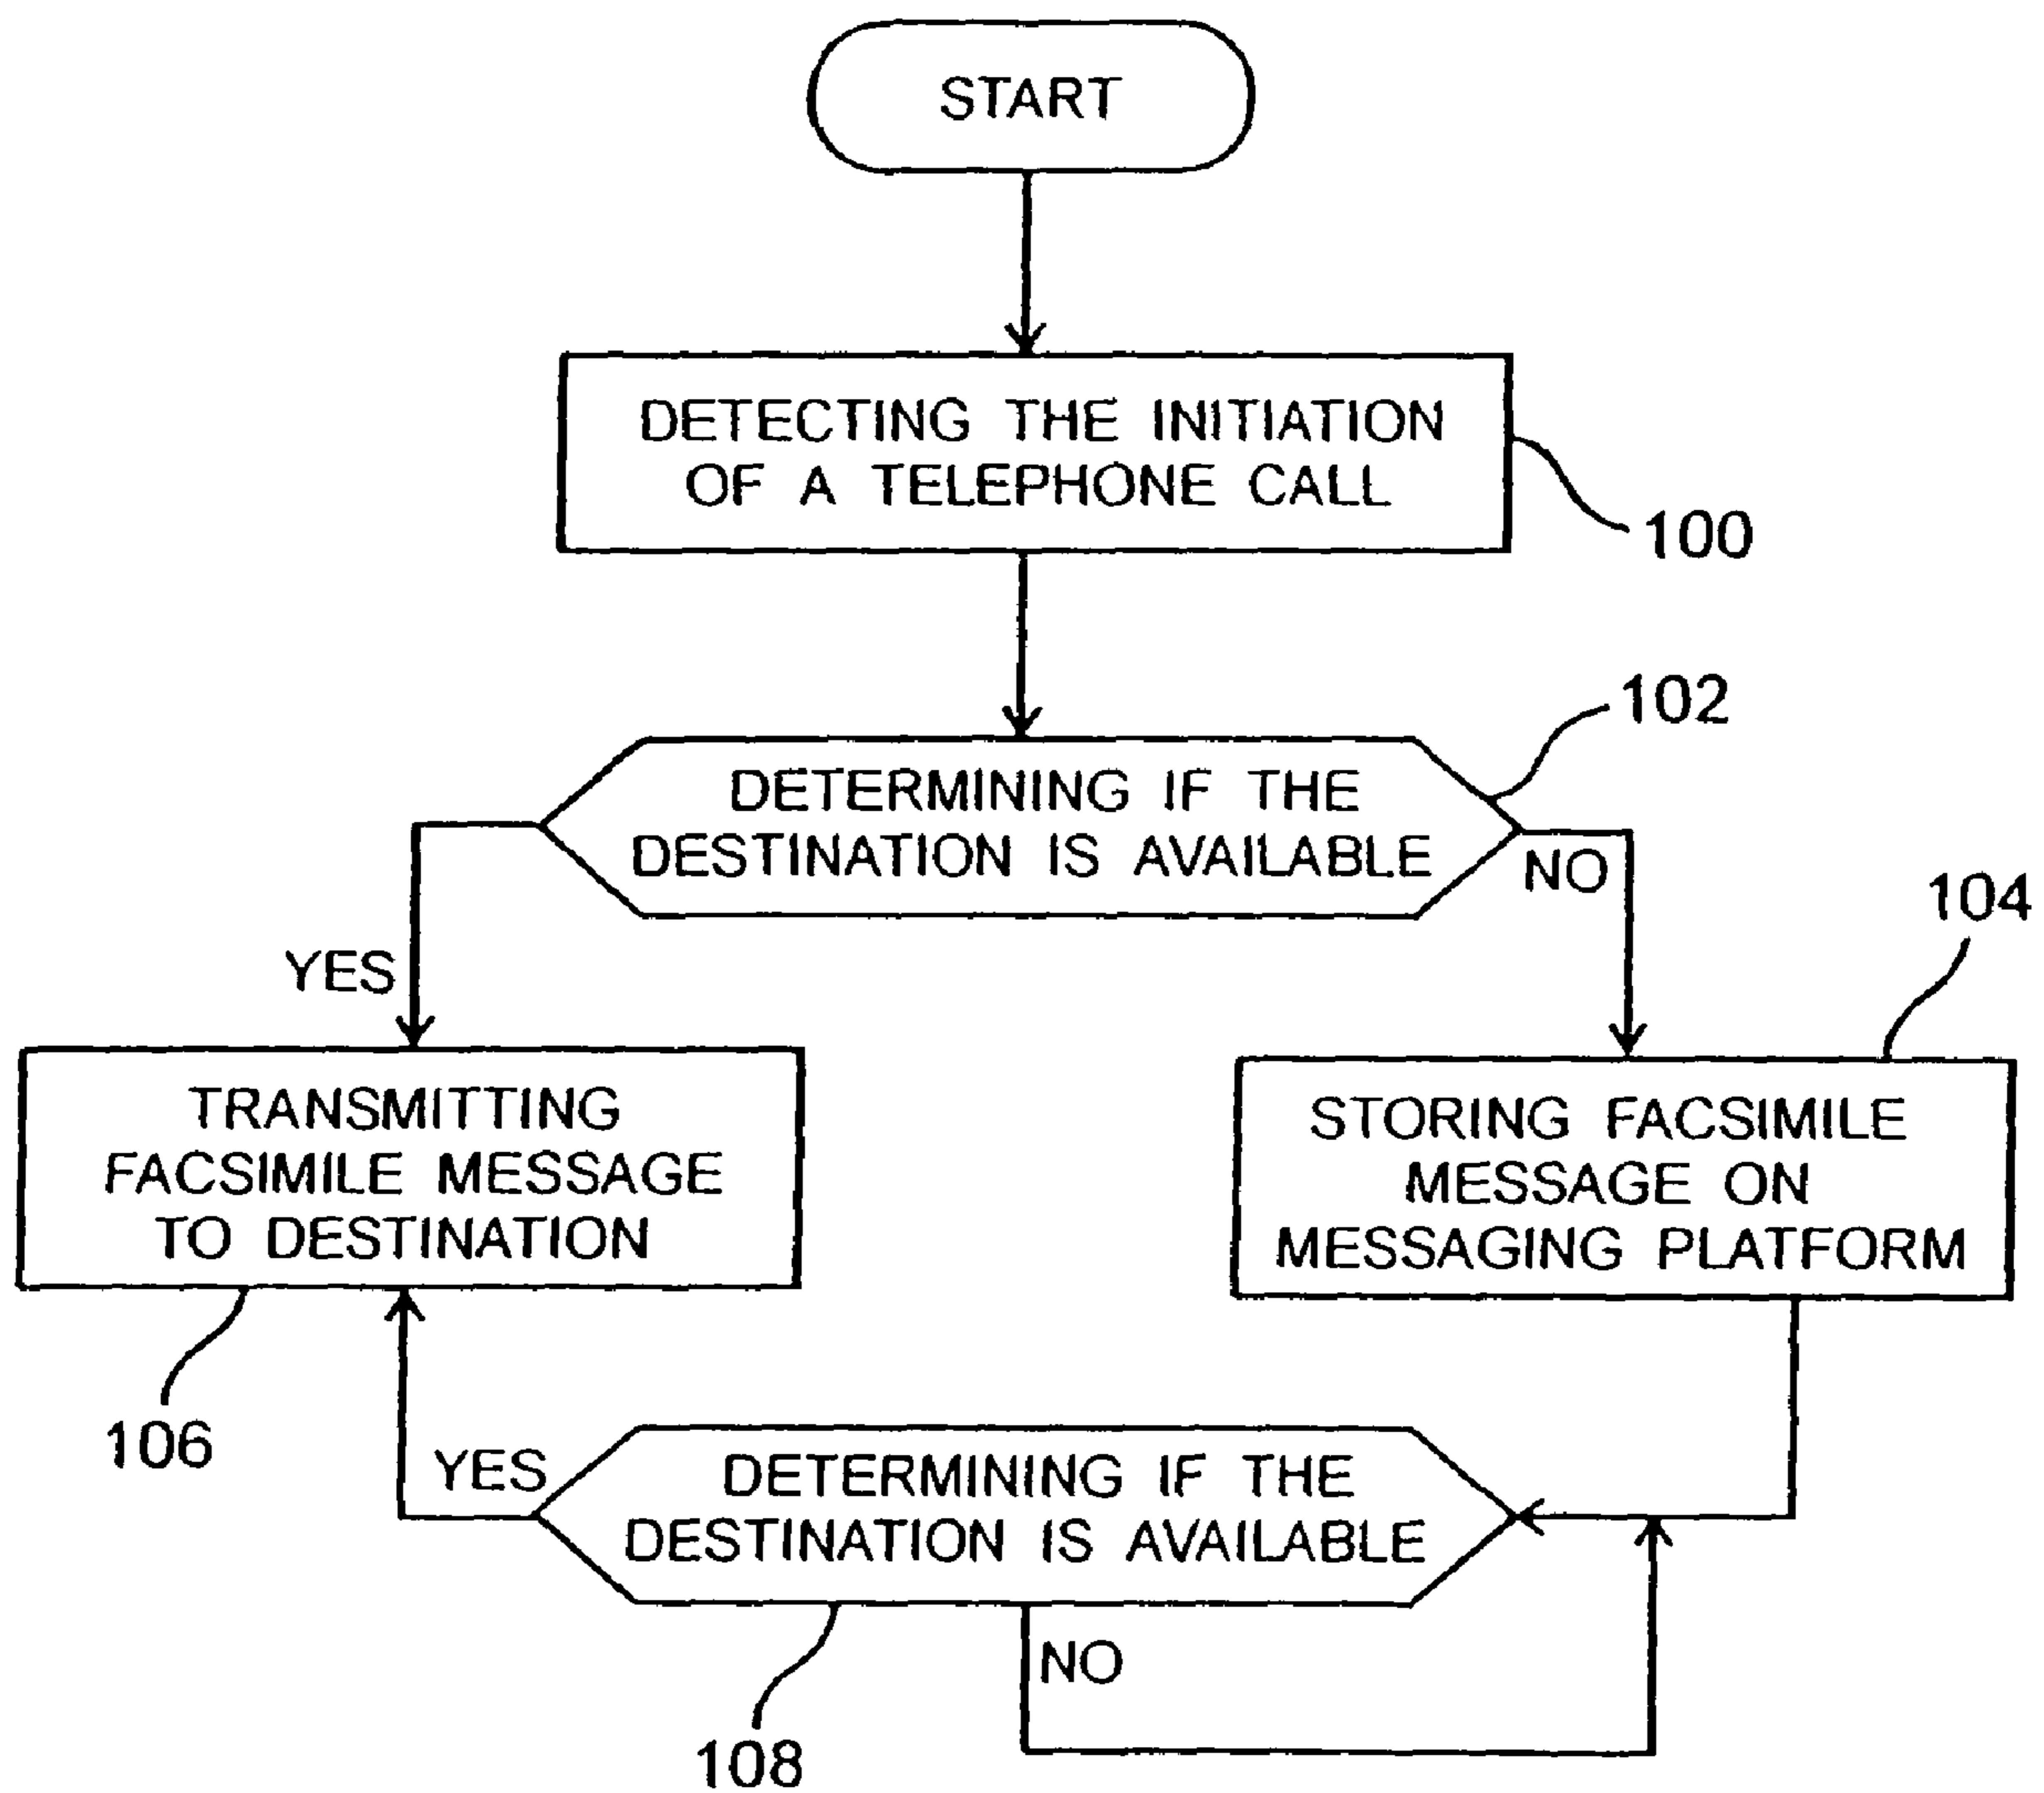 START
DETECTING THE INITIATION
OF A TELEPHONE CALL
100
102
DETERMINING IF THE
DESTINATION IS AVAILABLE
NO
104
YES
TRANSMITTING
FACSIMILE MESSAGE
TO DESTINATION
STORING FACSIMILE
MESSAGE ON
MESSAGING PLATFORM
106
YES
DETERMINING IF THE
DESTINATION IS AVAILABLE
NO
108